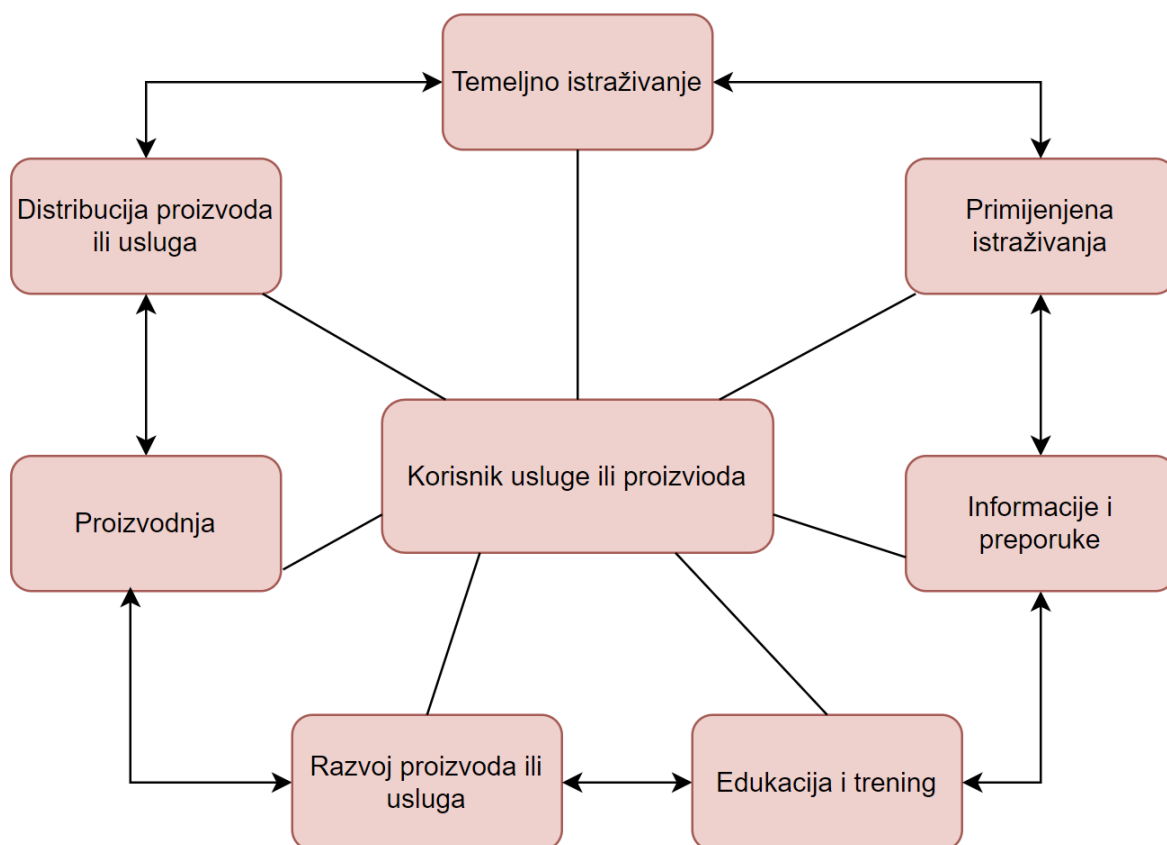 Temeljno istraživanje
Distribucija proizvoda
ili usluga
Primijenjena
istraživanja
Korisnik usluge ili proizvioda
Proizvodnja
Informacije i
preporuke
Razvoj proizvoda ili
usluga
Edukacija i trening